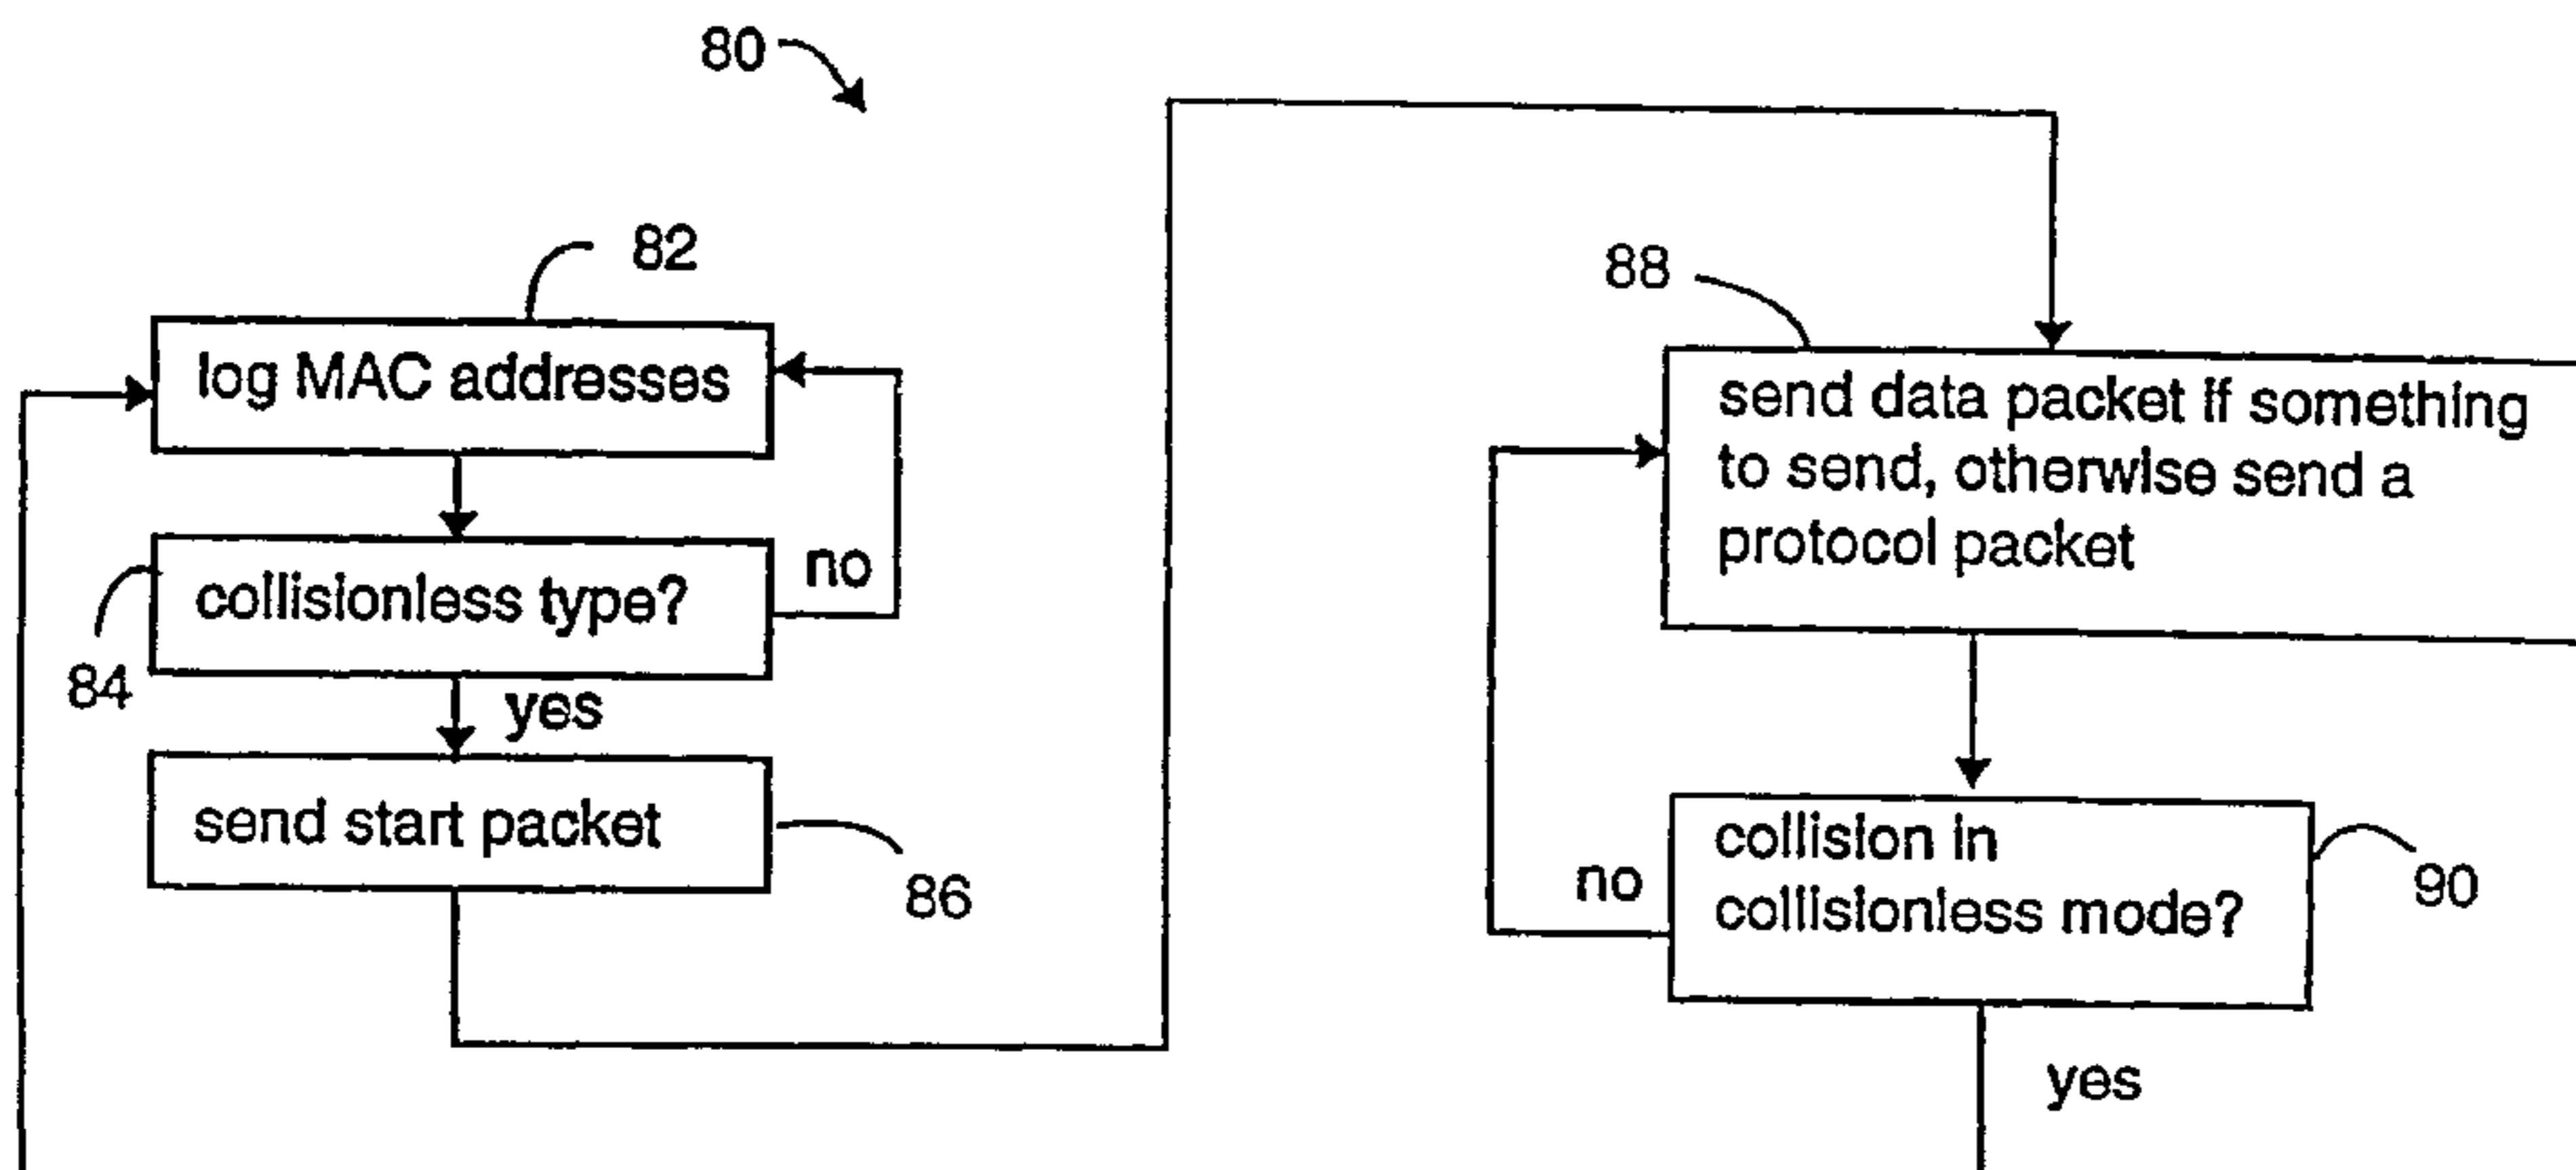 80
82
log MAC addresses
84
collisionless type?
no
yes
send start packet
86
88
send data packet if something
to send, otherwise send a
protocol packet
collision in
collisionless mode?
no
90
yes